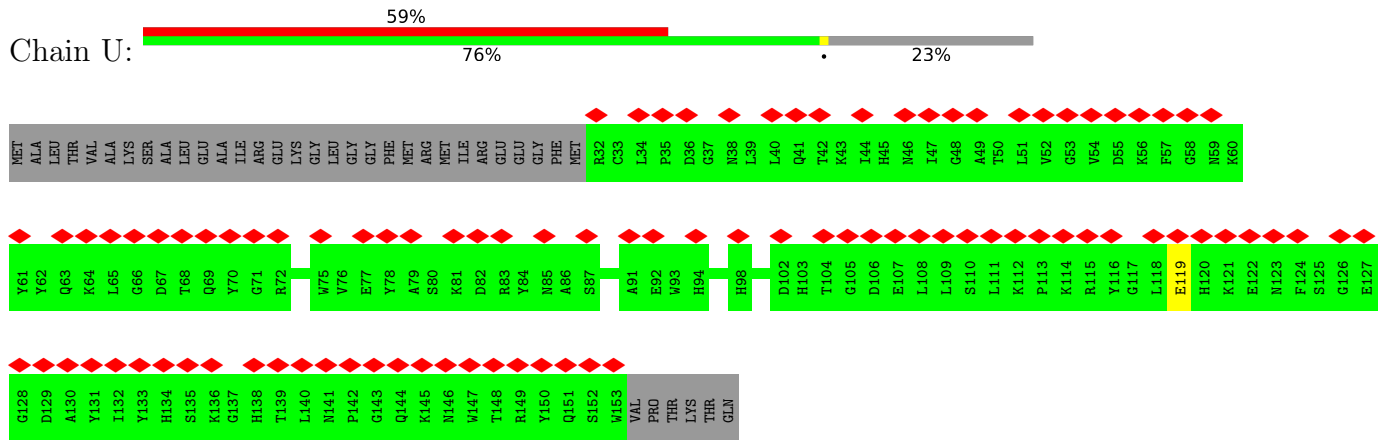 59%
Chain U:
76%
•
23%
MET ALA LEU THR VAL ALA LYS SER ALA LEU GLU ALA ILE ARG GLU LYS GLY LEU GLY GLY PHE MET ARG MET ILE ARG GLU GLU GLY PHE MET R32 C33 L34 P35 D36 G37 N38 L39 L40 Q41 T42 K43 I44 H45 N46 I47 G48 A49 T50 L51 V52 G53 V54 D55 K56 F57 G58 N59 K60
Y61 Y62 Q63 K64 L65 G66 D67 T68 Q69 Y70 G71 R72 W75 V76 E77 Y78 A79 S80 K81 D82 R83 Y84 N85 A86 S87 A91 E92 W93 H94 H98 D102 H103 T104 G105 D106 E107 L108 L109 S110 L111 K112 P113 K114 R115 Y116 G117 L118 E119 H120 K121 E122 N123 F124 S125 G126 E127
G128 D129 A130 Y131 I132 Y133 H134 S135 K136 G137 H138 T139 L140 N141 P142 G143 Q144 K145 N146 W147 T148 R149 Y150 Q151 S152 W153 VAL PRO THR LYS THR GLN